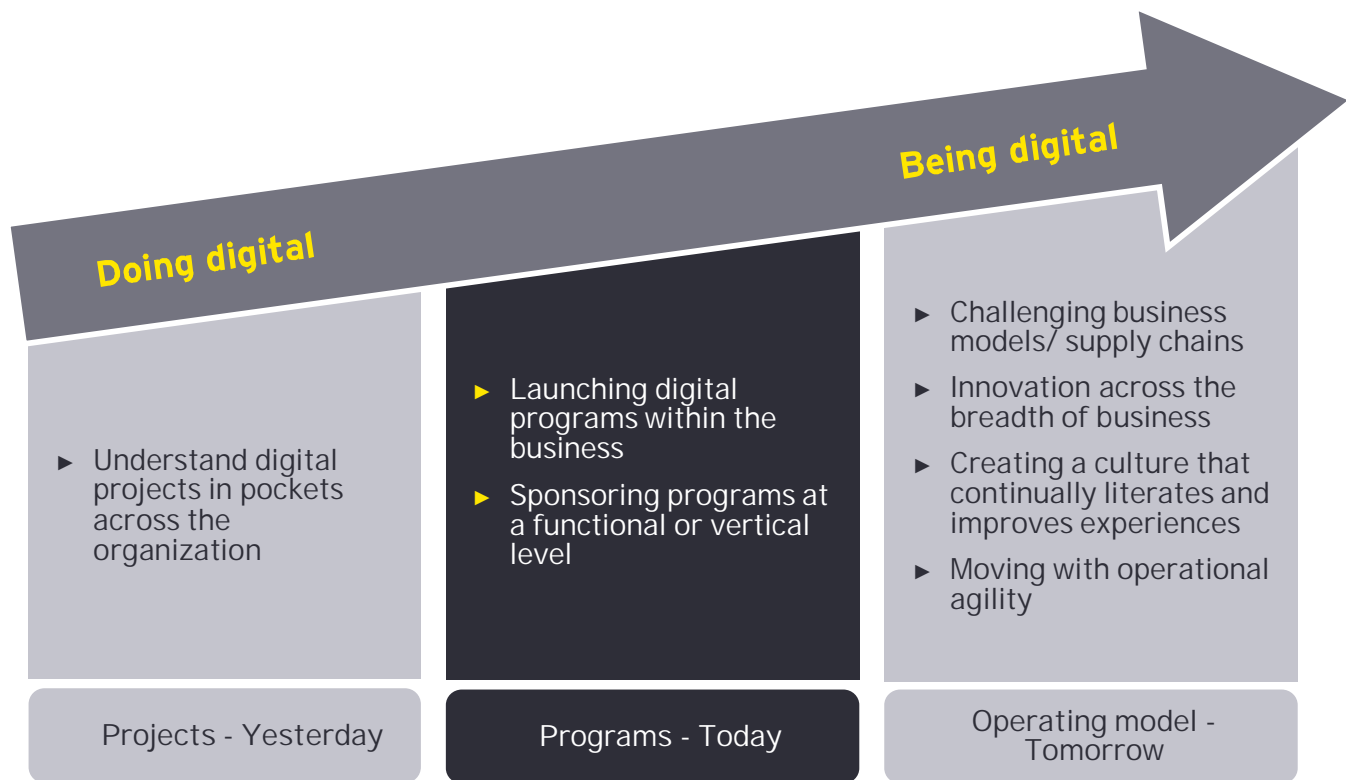 Doing digital
Being digital
► Understand digital
projects in pockets
across the
organization
► Launching digital
programs within the
business
► Sponsoring programs at
a functional or vertical
level
► Challenging business
models/ supply chains
► Innovation across the
breadth of business
► Creating a culture that
continually literates and
improves experiences
► Moving with operational
agility
Projects - Yesterday
Programs - Today
Operating model -
Tomorrow